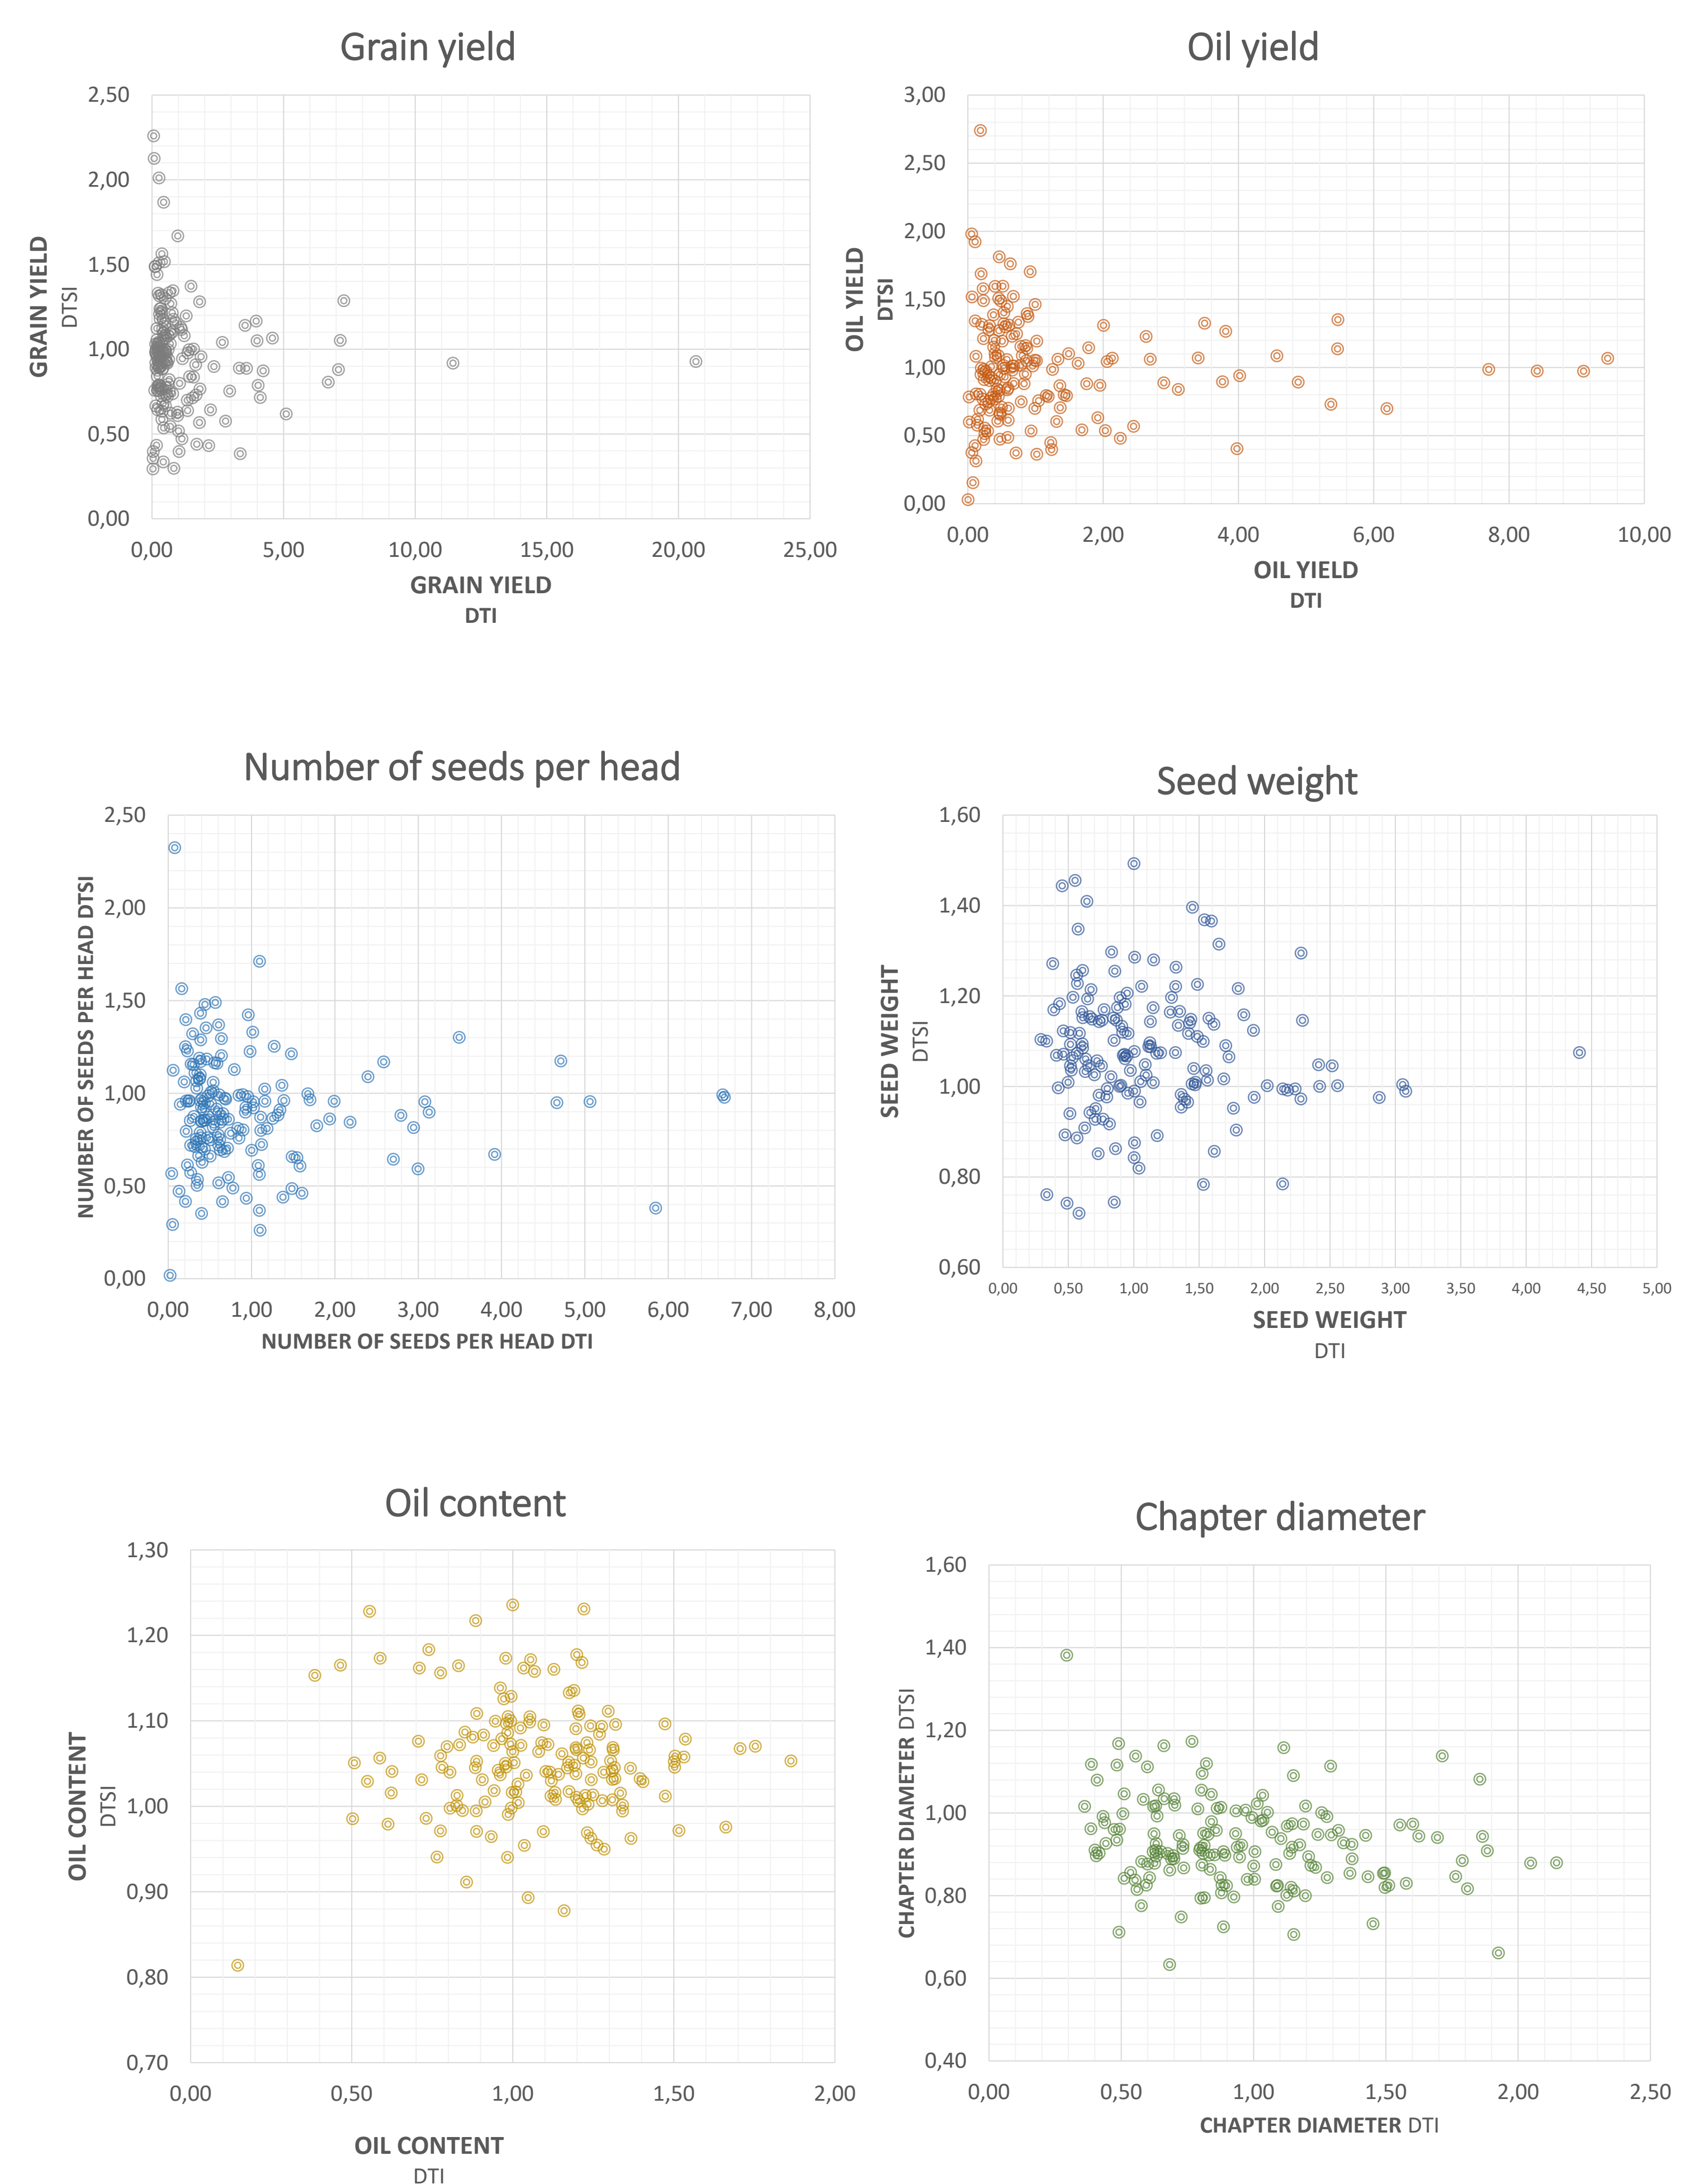 Grain yield
2,50
2,00
1,50
1,00
0,50
0,00
GRAIN YIELD
DTSI
0,00 5,00 10,00 15,00 20,00 25,00
GRAIN YIELD
DTI
Oil yield
3,00
2,50
2,00
1,50
1,00
0,50
0,00
OIL YIELD
DTSI
0,00 2,00 4,00 6,00 8,00 10,00
OIL YIELD
DTI
Number of seeds per head
2,50
2,00
1,50
1,00
0,50
0,00
NUMBER OF SEEDS PER HEAD DTSI
0,00 1,00 2,00 3,00 4,00 5,00 6,00 7,00 8,00
NUMBER OF SEEDS PER HEAD DTI
Seed weight
1,60
1,40
1,20
1,00
0,80
0,60
SEED WEIGHT
DTSI
0,00 0,50 1,00 1,50 2,00 2,50 3,00 3,50 4,00 4,50 5,00
SEED WEIGHT
DTI
Oil content
1,30
1,20
1,10
1,00
0,90
0,80
0,70
OIL CONTENT
DTSI
0,00 0,50 1,00 1,50 2,00
OIL CONTENT
DTI
Chapter diameter
1,60
1,40
1,20
1,00
0,80
0,60
0,40
CHAPTER DIAMETER DTSI
0,00 0,50 1,00 1,50 2,00 2,50
CHAPTER DIAMETER DTI